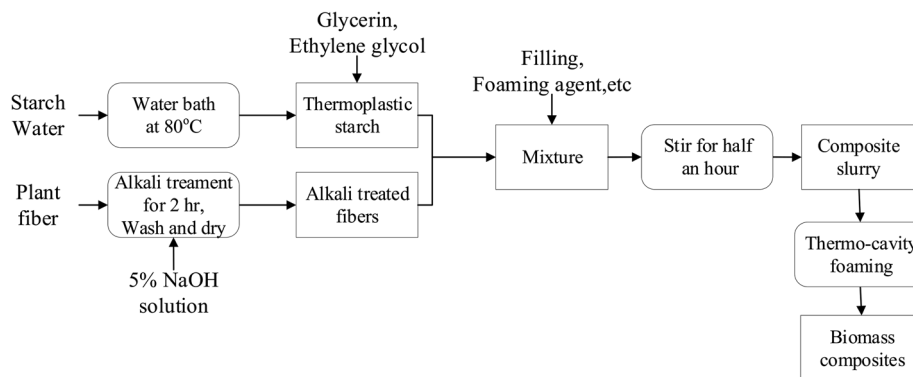 Glycerin,
Ethylene glycol
Filling,
Foaming agent,etc
Starch
Water
Water bath
at 80°C
Thermoplastic
starch
Mixture
Stir for half
an hour
Composite
slurry
Plant
fiber
Alkali treament
for 2 hr,
Wash and dry
Alkali treated
fibers
5% NaOH
solution
Thermo-cavity
foaming
Biomass
composites